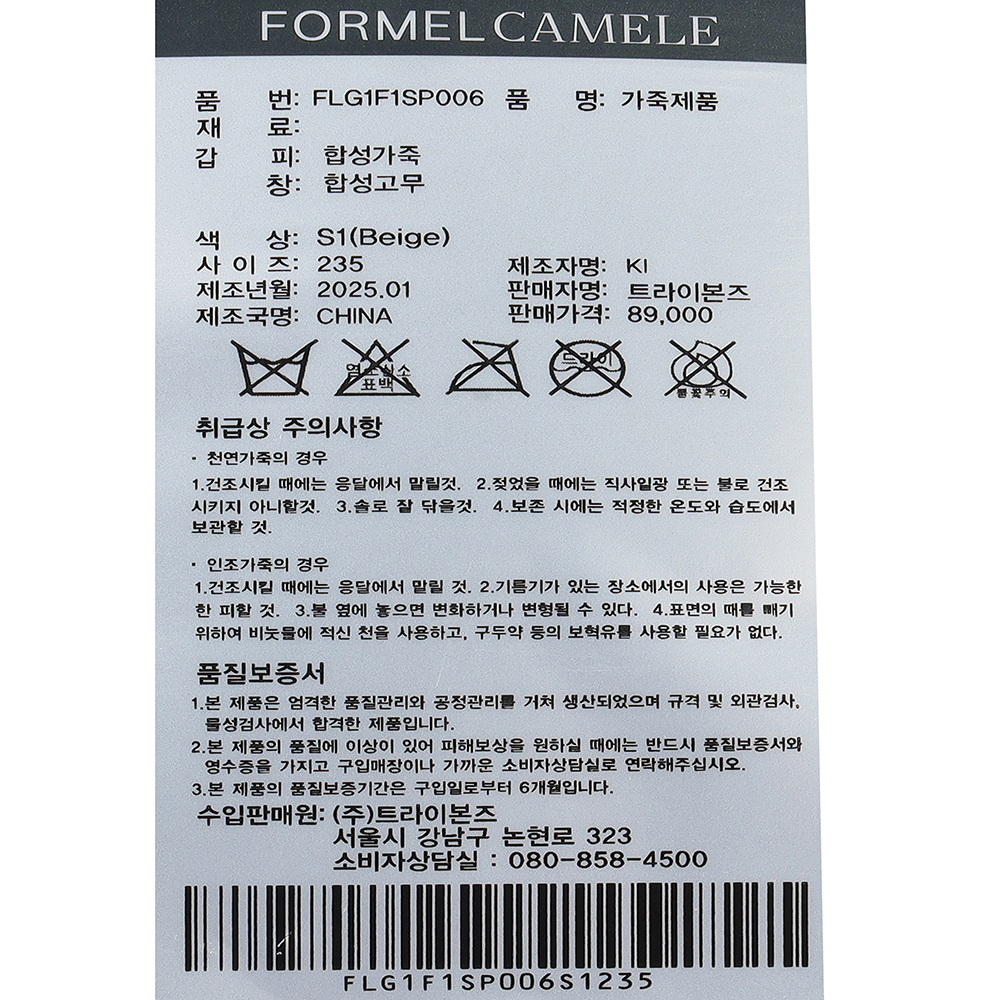 FORMELCAMELE
품 번: FLG1F1SP006 품 명: 가죽제품
재 료:
갑 피: 합성가죽
창: 합성고무
색 상: S1(Beige)
사 이 즈: 235 제조자명: KI
제조년월: 2025.01 판매자명: 트라이본즈
제조국명: CHINA 판매가격: 89,000
염소산소 표백 드라이 불꽃주의
취급상 주의사항
· 천연가죽의 경우
1.건조시킬 때에는 응달에서 말릴것. 2.젖었을 때에는 직사일광 또는 불로 건조
시키지 아니할것. 3.솔로 잘 닦을것. 4.보존 시에는 적정한 온도와 습도에서
보관할 것.
· 인조가죽의 경우
1.건조시킬 때에는 응달에서 말릴 것. 2.기름기가 있는 장소에서의 사용은 가능한
한 피할 것. 3.불 옆에 놓으면 변화하거나 변형될 수 있다. 4.표면의 때를 빼기
위하여 비눗물에 적신 천을 사용하고, 구두약 등의 보혁유를 사용할 필요가 없다.
품질보증서
1.본 제품은 엄격한 품질관리와 공정관리를 거쳐 생산되었으며 규격 및 외관검사,
물성검사에서 합격한 제품입니다.
2.본 제품의 품질에 이상이 있어 피해보상을 원하실 때에는 반드시 품질보증서와
영수증을 가지고 구입매장이나 가까운 소비자상담실로 연락해주십시오.
3.본 제품의 품질보증기간은 구입일로부터 6개월입니다.
수입판매원: (주)트라이본즈
서울시 강남구 논현로 323
소비자상담실 : 080-858-4500
FLG1F1SP006S1235